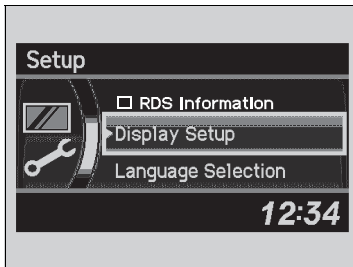 Setup
RDS Information
Display Setup
Language Selection
12:34